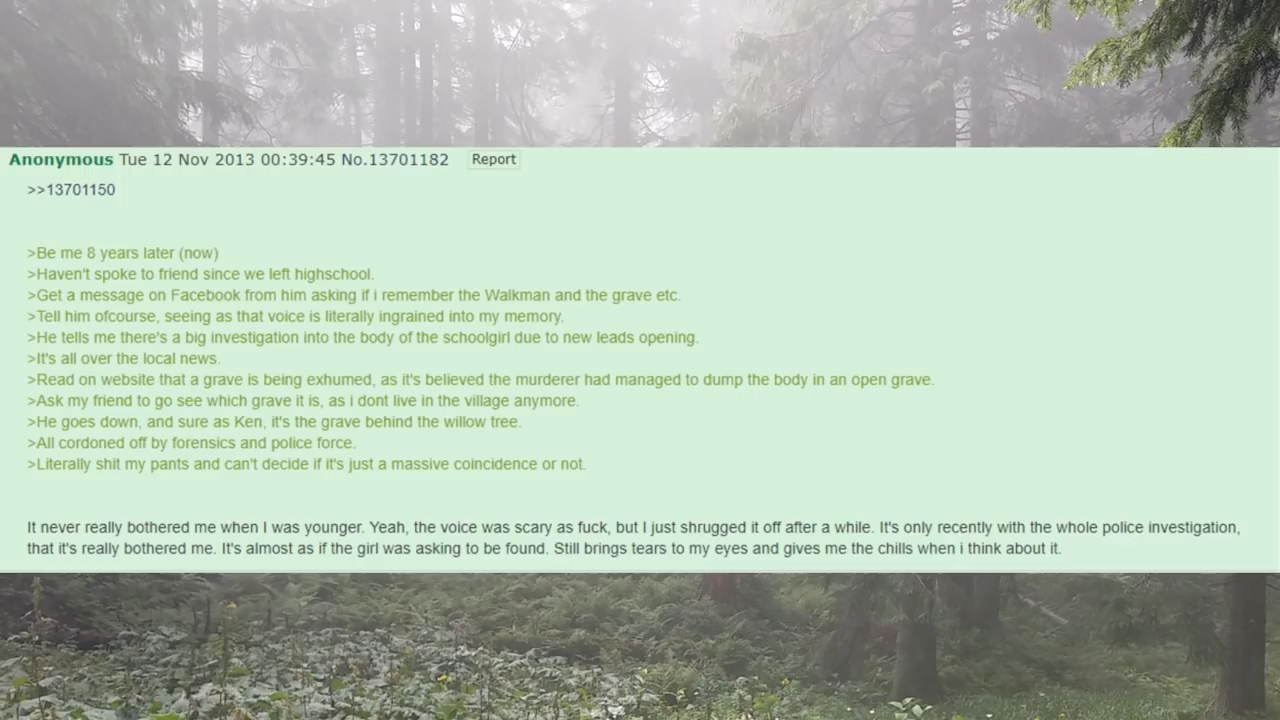 Anonymous Tue 12 Nov 2013 00:39:45 No.13701182 Report
>>13701150
>Be me 8 years later (now)
>Haven't spoke to friend since we left highschool.
>Get a message on Facebook from him asking if i remember the Walkman and the grave etc.
>Tell him ofcourse, seeing as that voice is literally ingrained into my memory.
>He tells me there's a big investigation into the body of the schoolgirl due to new leads opening.
>It's all over the local news.
>Read on website that a grave is being exhumed, as it's believed the murderer had managed to dump the body in an open grave.
>Ask my friend to go see which grave it is, as i dont live in the village anymore.
>He goes down, and sure as Ken, it's the grave behind the willow tree.
>All cordoned off by forensics and police force.
>Literally shit my pants and can't decide if it's just a massive coincidence or not.
It never really bothered me when I was younger. Yeah, the voice was scary as fuck, but I just shrugged it off after a while. It's only recently with the whole police investigation,
that it's really bothered me. It's almost as if the girl was asking to be found. Still brings tears to my eyes and gives me the chills when i think about it.